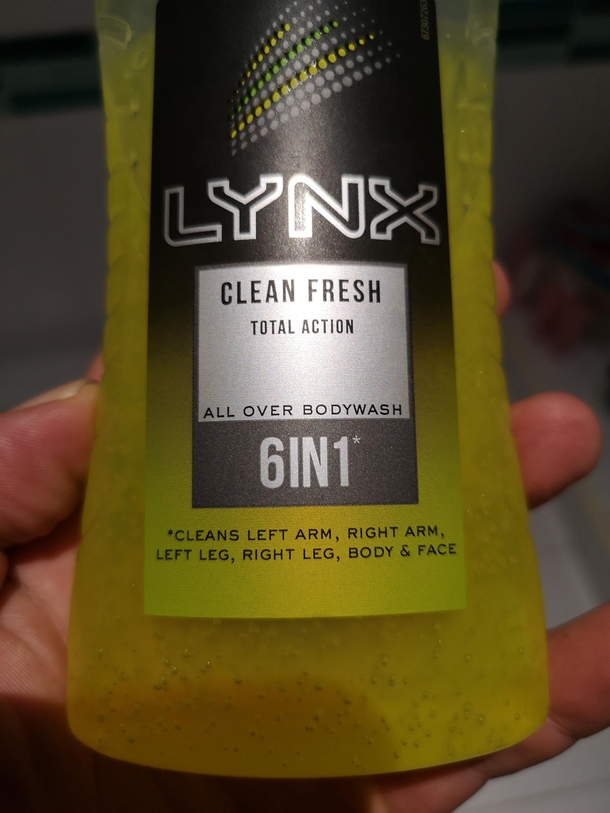 LYNX
CLEAN FRESH
TOTAL ACTION
ALL OVER BODYWASH
6IN1*
*CLEANS LEFT ARM, RIGHT ARM,
LEFT LEG, RIGHT LEG, BODY & FACE